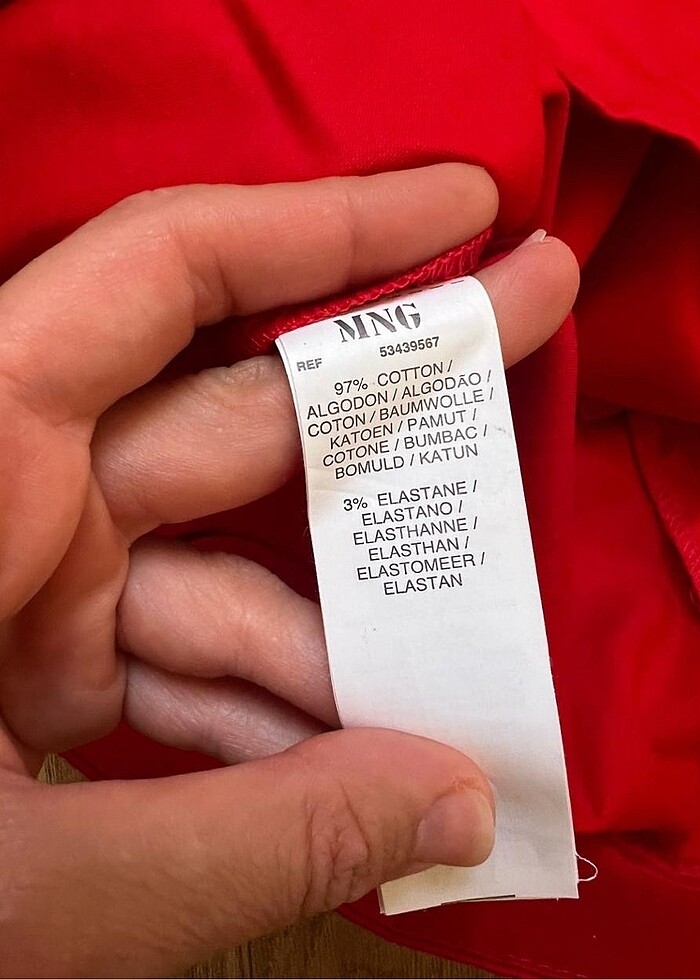 MNG
REF 53439567
97% COTTON /
ALGODON / ALGODÃO /
COTON / BAUMWOLLE /
KATOEN / PAMUT /
COTONE / BUMBAC /
BOMULD / KATUN
3% ELASTANE /
ELASTANO /
ELASTHANNE /
ELASTHAN /
ELASTOMEER /
ELASTAN